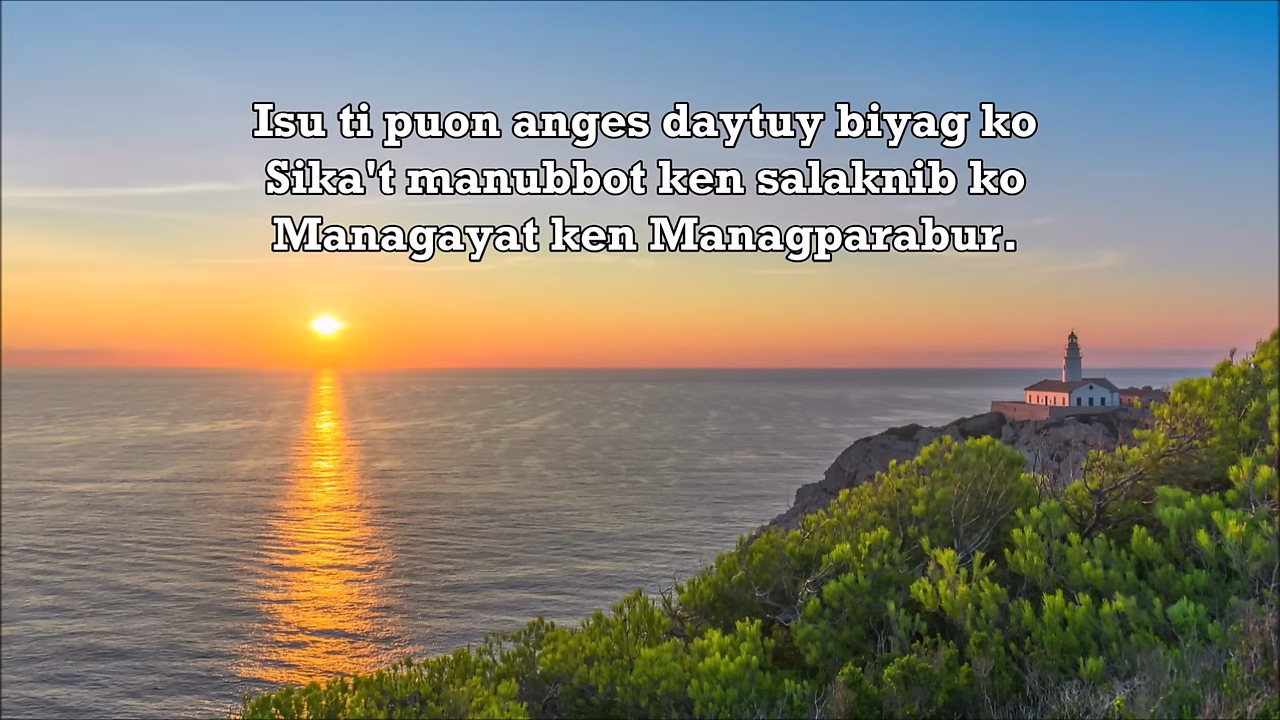 Isu ti puon anges daytuy biyag ko
Sika't manubbot ken salaknib ko
Managayat ken Managparabur.